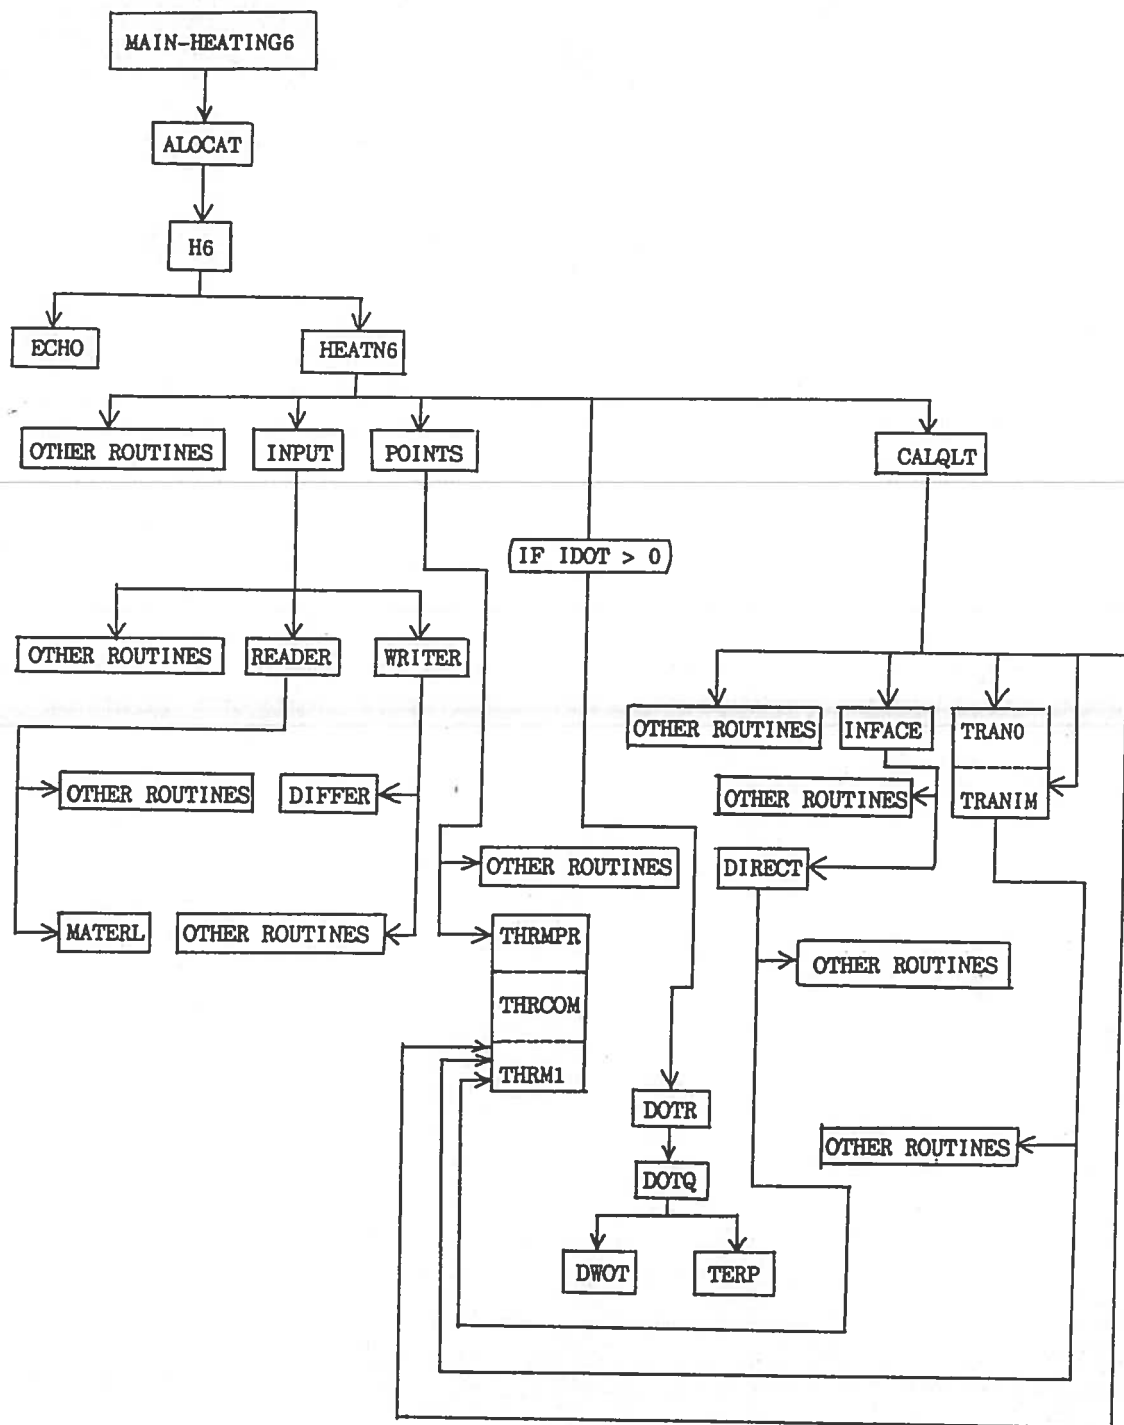 MAIN-HEATING6
ALOCAT
H6
ECHO
HEATN6
OTHER ROUTINES
INPUT
POINTS
CALQLT
(IF IDOT > 0)
OTHER ROUTINES
READER
WRITER
OTHER ROUTINES
INFACE
TRANO
OTHER ROUTINES
DIFFER
OTHER ROUTINES
TRANIM
OTHER ROUTINES
DIRECT
MATERL
OTHER ROUTINES
THRMPR
OTHER ROUTINES
THRCOM
THRM1
DOTR
OTHER ROUTINES
DOTQ
DWOT
TERP